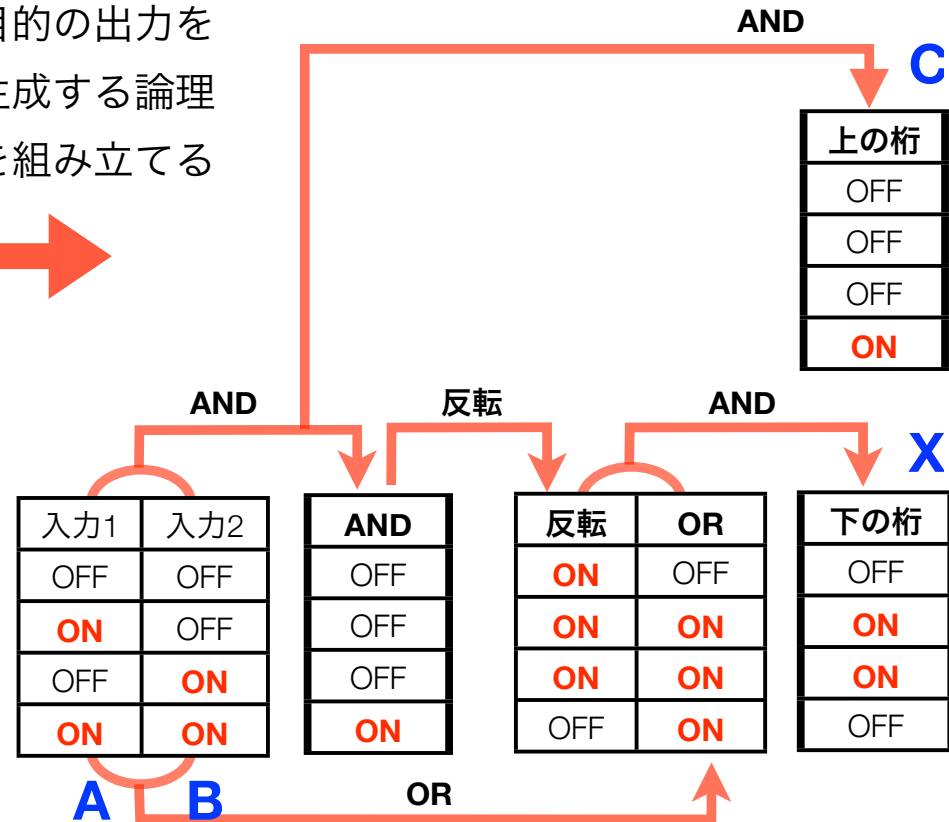 目的の出力を
生成する論理
を組み立てる
AND
C
上の桁
OFF
OFF
OFF
ON
AND
反転
AND
X
入力1 入力2
OFF OFF
ON OFF
OFF ON
ON ON
AND
OFF
OFF
OFF
ON
反転 OR
ON OFF
ON ON
ON ON
OFF ON
下の桁
OFF
ON
ON
OFF
A B
OR